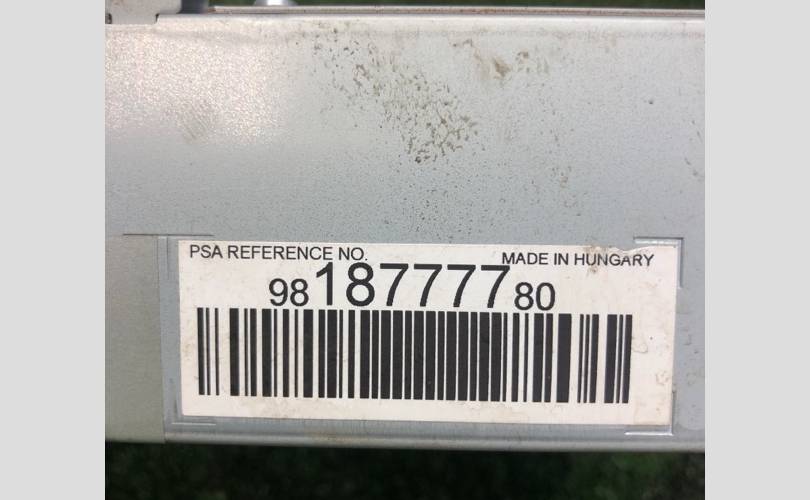 PSA REFERENCE NO. MADE IN HUNGARY
9818777780